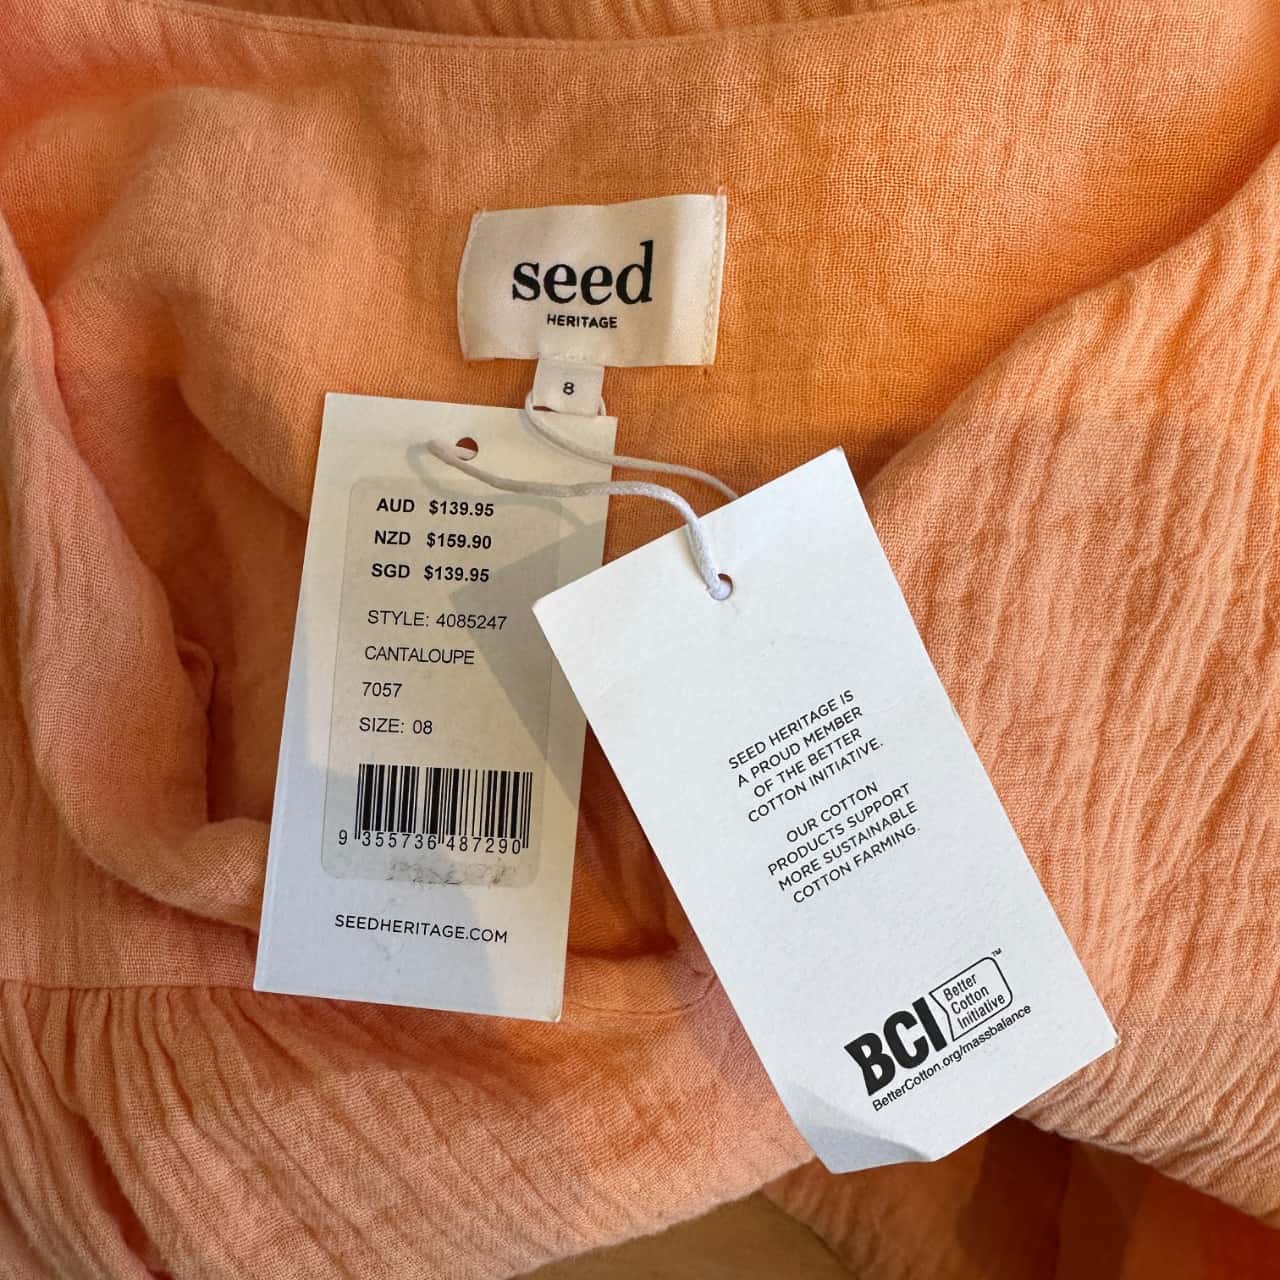 seed
HERITAGE
8
AUD $139.95
NZD $159.90
SGD $139.95
STYLE: 4085247
CANTALOUPE
7057
SIZE: 08
9 355736 487290
SEEDHERITAGE.COM
SEED HERITAGE IS
A PROUD MEMBER
OF THE BETTER
COTTON INITIATIVE.
OUR COTTON
PRODUCTS SUPPORT
MORE SUSTAINABLE
COTTON FARMING.
BCI
Better
Cotton
Initiative
TM
BetterCotton.org/massbalance